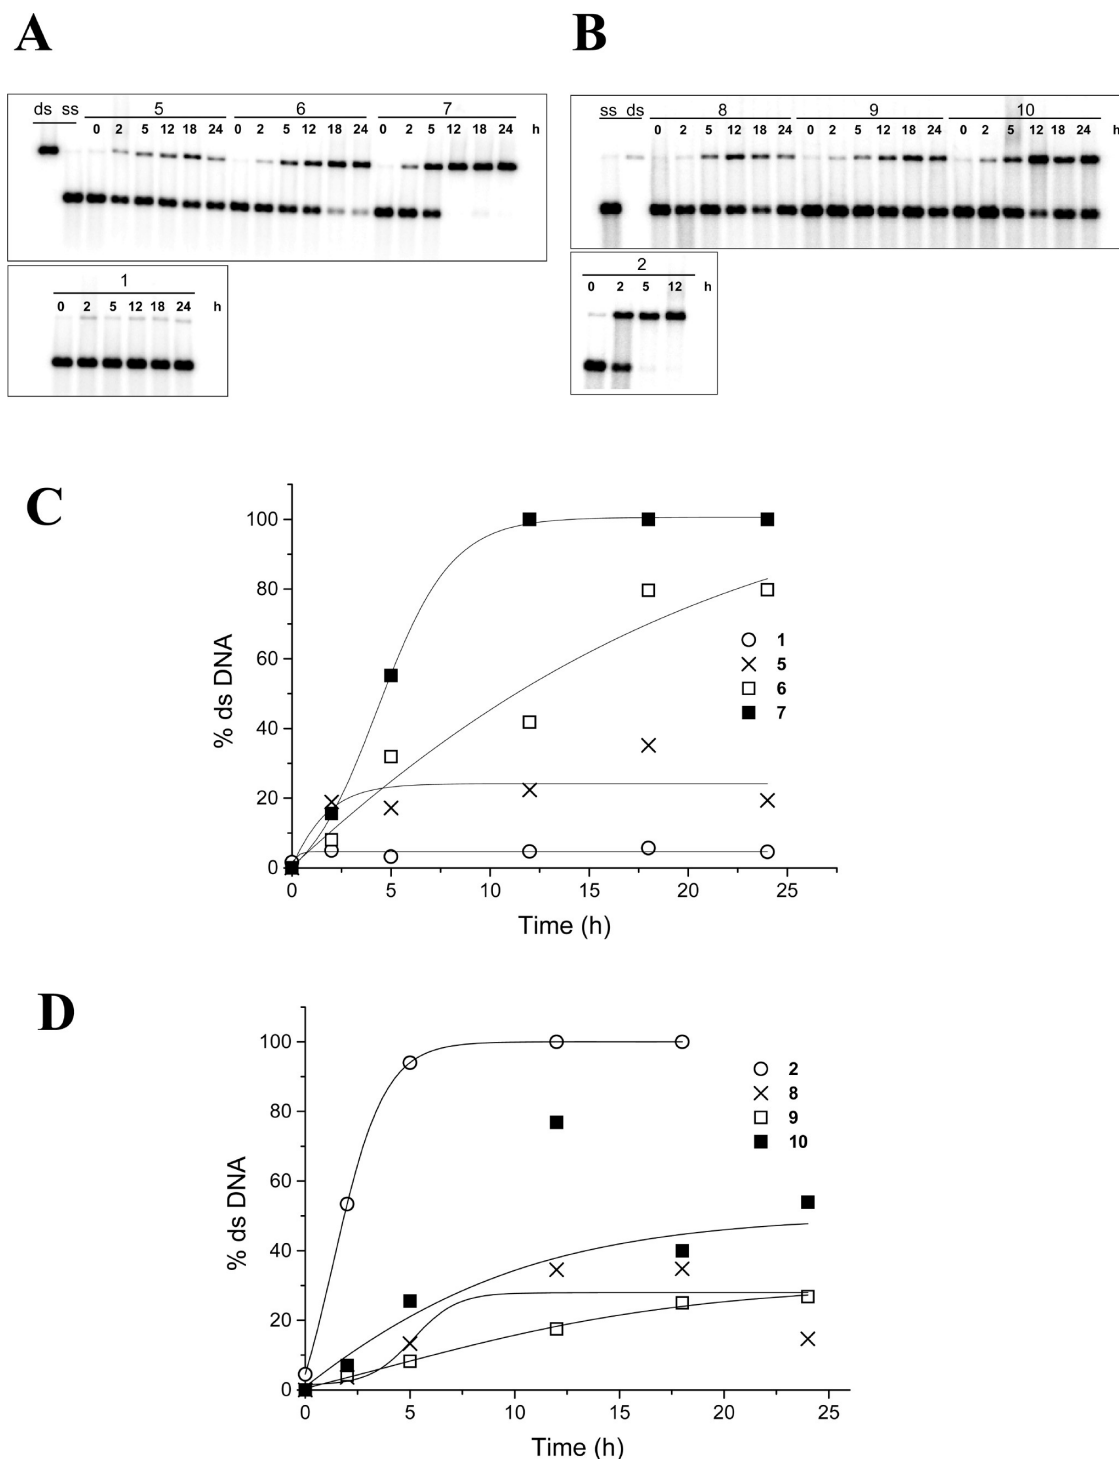 A B
ds ss 5 6 7
0 2 5 12 18 24 0 2 5 12 18 24 0 2 5 12 18 24 h
1
0 2 5 12 18 24 h
ss ds 8 9 10
0 2 5 12 18 24 0 2 5 12 18 24 0 2 5 12 18 24 h
2
0 2 5 12 h
C
% ds DNA
100
80
60
40
20
0
0 5 10 15 20 25
Time (h)
1
5
6
7
D
% ds DNA
100
80
60
40
20
0
0 5 10 15 20 25
Time (h)
2
8
9
10